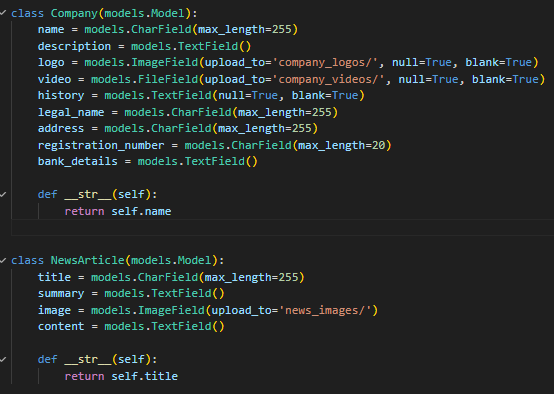 class Company(models.Model):
    name = models.CharField(max_length=255)
    description = models.TextField()
    logo = models.ImageField(upload_to='company_logos/', null=True, blank=True)
    video = models.FileField(upload_to='company_videos/', null=True, blank=True)
    history = models.TextField(null=True, blank=True)
    legal_name = models.CharField(max_length=255)
    address = models.CharField(max_length=255)
    registration_number = models.CharField(max_length=20)
    bank_details = models.TextField()
    def __str__(self):
        return self.name
class NewsArticle(models.Model):
    title = models.CharField(max_length=255)
    summary = models.TextField()
    image = models.ImageField(upload_to='news_images/')
    content = models.TextField()
    def __str__(self):
        return self.title